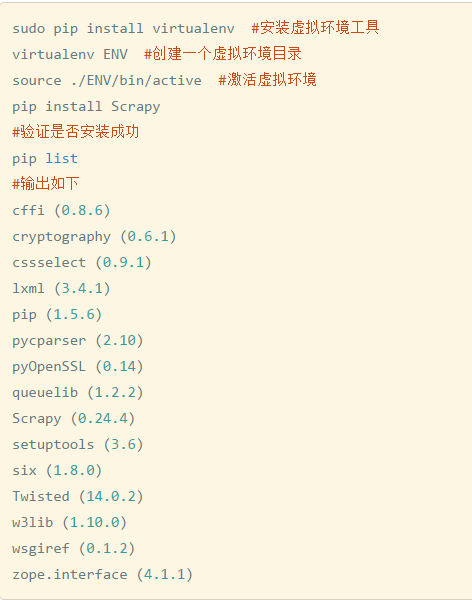 sudo pip install virtualenv  #安装虚拟环境工具
virtualenv ENV  #创建一个虚拟环境目录
source ./ENV/bin/active  #激活虚拟环境
pip install Scrapy
#验证是否安装成功
pip list
#输出如下
cffi (0.8.6)
cryptography (0.6.1)
cssselect (0.9.1)
lxml (3.4.1)
pip (1.5.6)
pycparser (2.10)
pyOpenSSL (0.14)
queuelib (1.2.2)
Scrapy (0.24.4)
setuptools (3.6)
six (1.8.0)
Twisted (14.0.2)
w3lib (1.10.0)
wsgiref (0.1.2)
zope.interface (4.1.1)